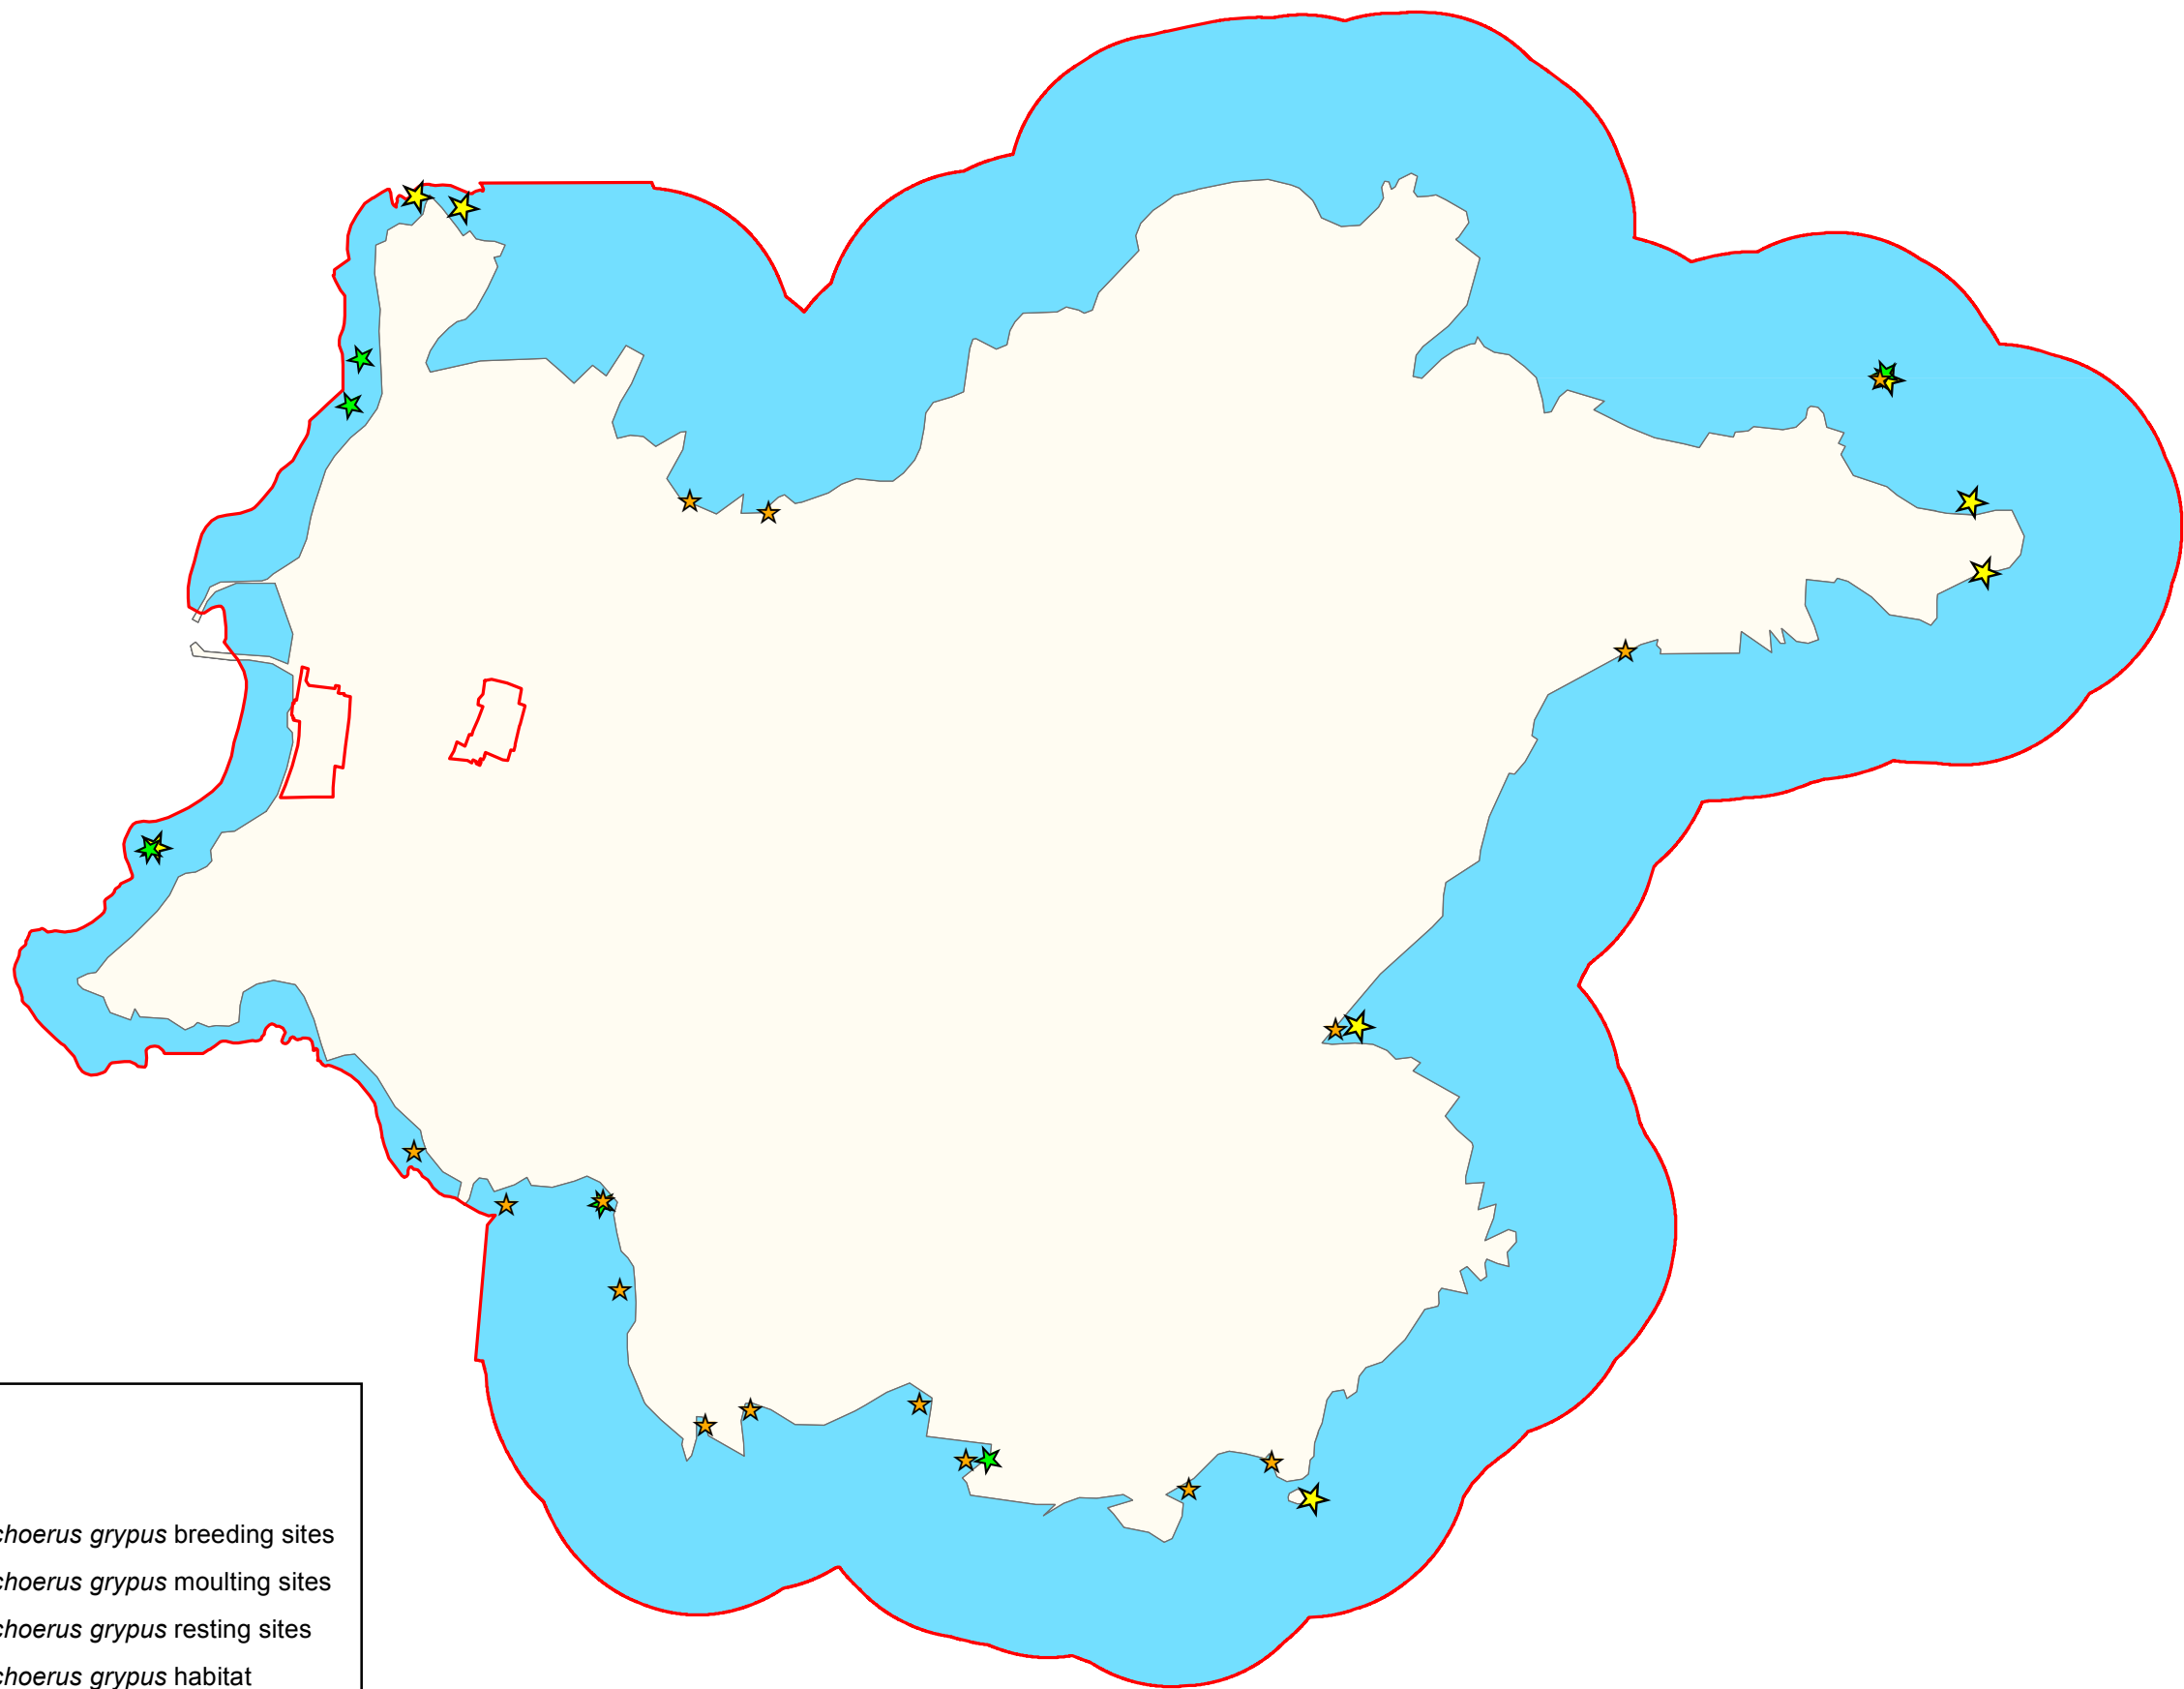 choerus grypus breeding sites
choerus grypus moulting sites
choerus grypus resting sites
choerus grypus habitat